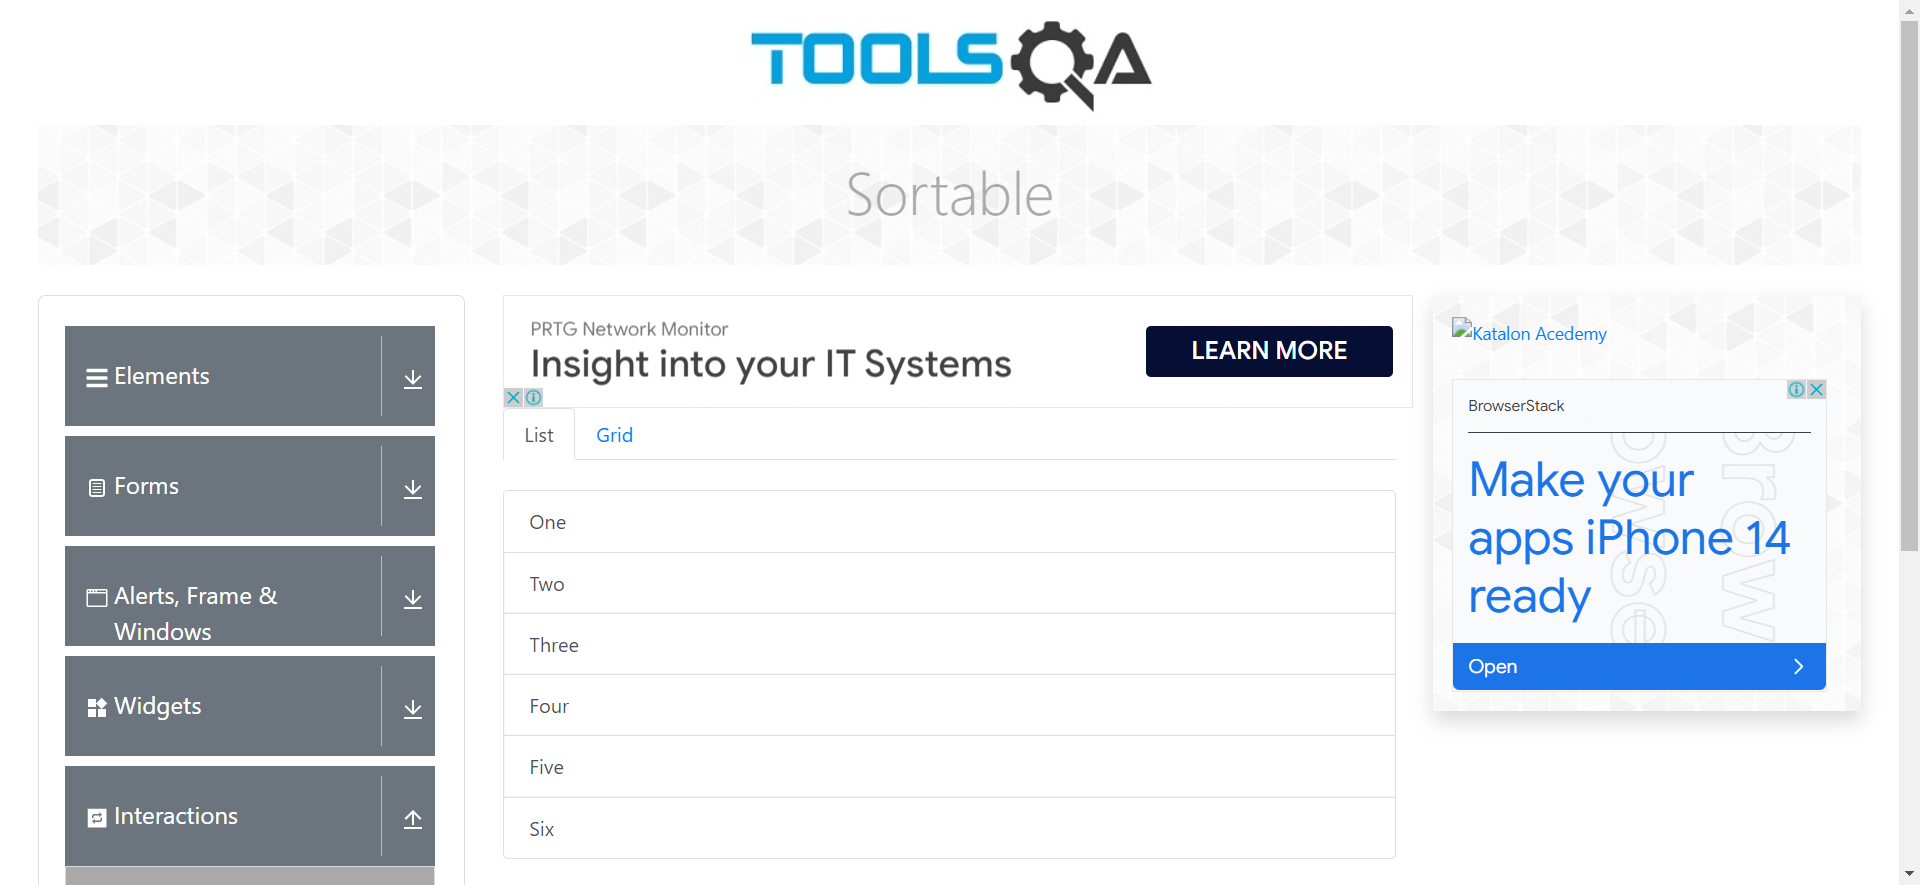 TOOLSQA
Sortable
Elements
Forms
Alerts, Frame &
Windows
Widgets
Interactions
PRTG Network Monitor
Insight into your IT Systems
LEARN MORE
List
Grid
One
Two
Three
Four
Five
Six
Katalon Acedemy
BrowserStack
Make your
apps iPhone 14
ready
Open